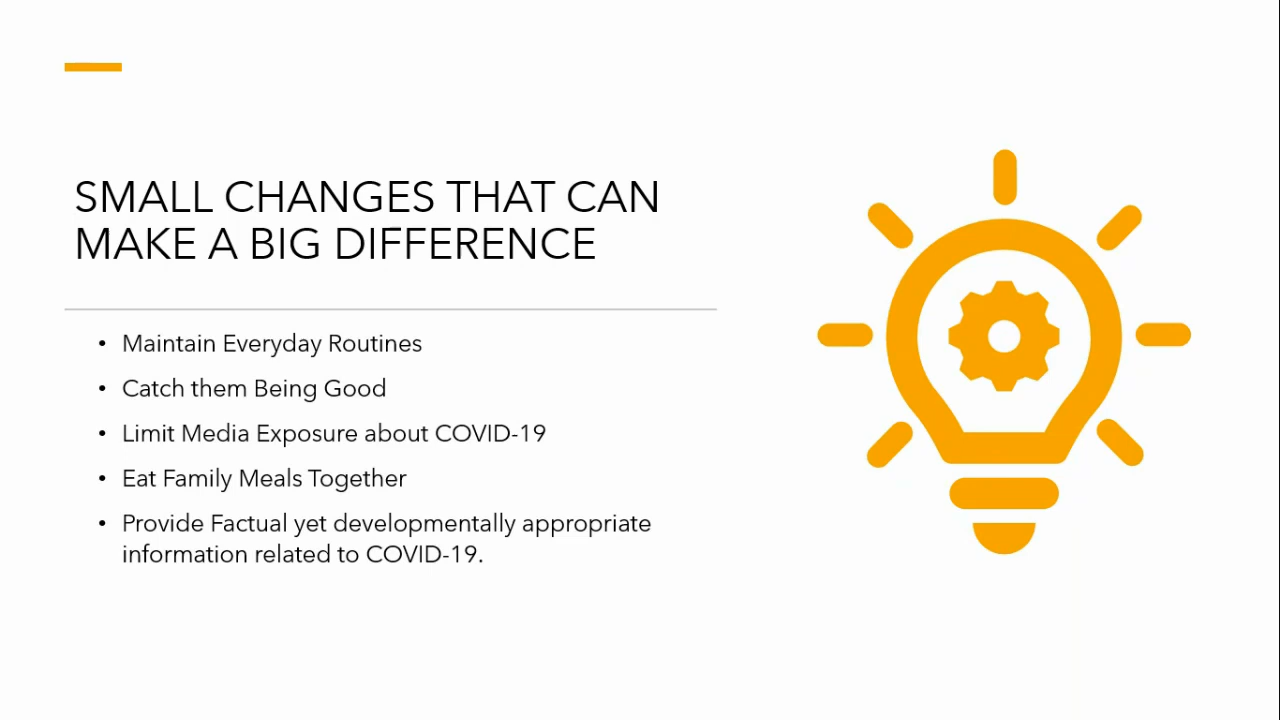 SMALL CHANGES THAT CAN
MAKE A BIG DIFFERENCE
• Maintain Everyday Routines
• Catch them Being Good
• Limit Media Exposure about COVID-19
• Eat Family Meals Together
• Provide Factual yet developmentally appropriate
information related to COVID-19.